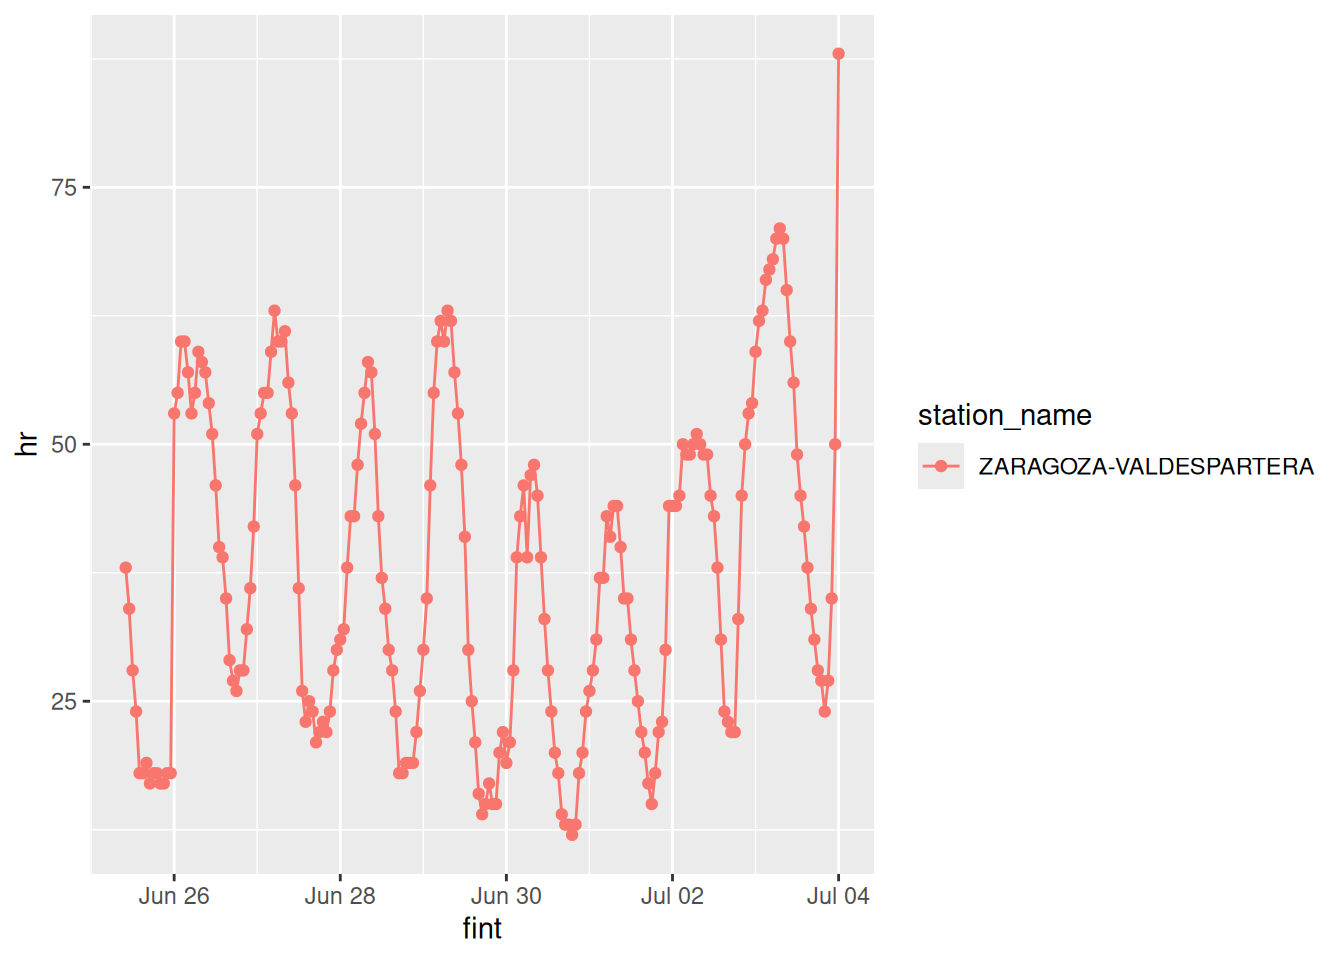 75
50
25
hr
Jun 26
Jun 28
Jun 30
Jul 02
Jul 04
fint
station_name
ZARAGOZA-VALDESPARTERA